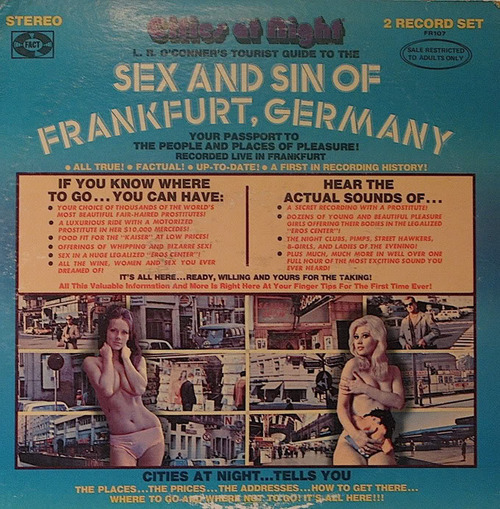 STEREO
Cities at Night
2 RECORD SET
FR107
FACT
L. R. O'CONNER'S TOURIST GUIDE TO THE
SALE RESTRICTED
TO ADULTS ONLY
SEX AND SIN OF
FRANKFURT, GERMANY
YOUR PASSPORT TO
THE PEOPLE AND PLACES OF PLEASURE!
RECORDED LIVE IN FRANKFURT
• ALL TRUE! • FACTUAL! • UP-TO-DATE! • A FIRST IN RECORDING HISTORY!
IF YOU KNOW WHERE
TO GO...YOU CAN HAVE:
• YOUR CHOICE OF THOUSANDS OF THE WORLD'S
MOST BEAUTIFUL FAIR-HAIRED PROSTITUTES!
• A LUXURIOUS RIDE WITH A MOTORIZED
PROSTITUTE IN HER $10,000 MERCEDES!
• FOOD FIT FOR THE "KAISER" AT LOW PRICES!
• OFFERINGS OF WHIPPING AND BIZARRE SEX!
• SEX IN A HUGE LEGALIZED "EROS CENTER"!
• ALL THE WINE, WOMEN AND SEX YOU EVER
DREAMED OF!
HEAR THE
ACTUAL SOUNDS OF...
• A SECRET RECORDING WITH A PROSTITUTE!
• DOZENS OF YOUNG AND BEAUTIFUL PLEASURE
GIRLS OFFERING THEIR BODIES IN THE LEGALIZED
"EROS CENTER"!
• THE NIGHT CLUBS, PIMPS, STREET HAWKERS,
B-GIRLS, AND LADIES OF THE EVENING!
• PLUS MUCH, MUCH MORE IN WELL OVER ONE
FULL HOUR OF THE MOST EXCITING SOUND YOU
EVER HEARD!
IT'S ALL HERE...READY, WILLING AND YOURS FOR THE TAKING!
All This Valuable Information And More Is Right Here At Your Finger Tips For The First Time Ever!
CITIES AT NIGHT...TELLS YOU
THE PLACES...THE PRICES...THE ADDRESSES...HOW TO GET THERE...
WHERE TO GO-ANYWHERE NOT TO GO! IT'S ALL HERE!!!